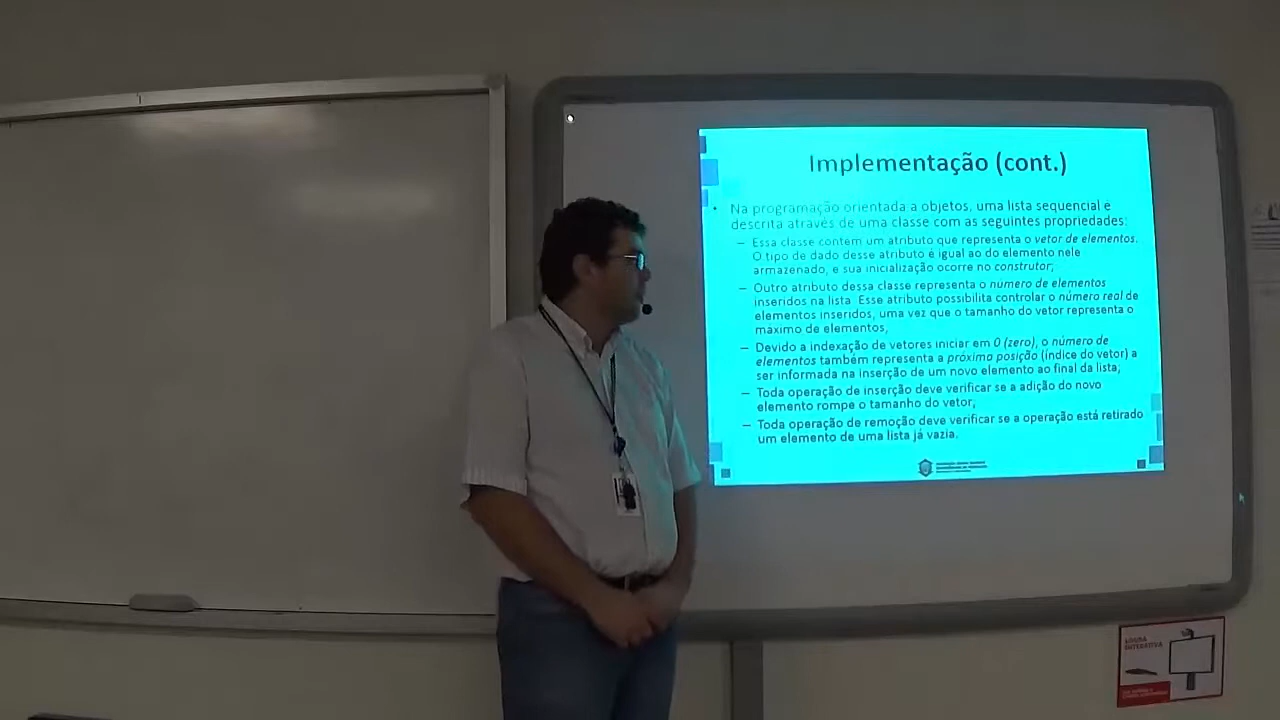 Implementação (cont.)
• Na programação orientada a objetos, uma lista sequencial e
descrita através de uma classe com as seguintes propriedades:
– Essa classe contem um atributo que representa o vetor de elementos.
O tipo de dado desse atributo é igual ao do elemento nele
armazenado, e sua inicialização ocorre no construtor;
– Outro atributo dessa classe representa o numero de elementos
inseridos na lista Esse atributo possibilita controlar o número real de
elementos inseridos, uma vez que o tamanho do vetor representa o
máximo de elementos;
– Devido a indexação de vetores iniciar em 0 (zero), o número de
elementos também representa a próxima posição (índice do vetor) a
ser informada na inserção de um novo elemento ao final da lista;
– Toda operação de inserção deve verificar se a adição do novo
elemento rompe o tamanho do vetor;
– Toda operação de remoção deve verificar se a operação está retirado
um elemento de uma lista já vazia.
LOUSA
INTERATIVA